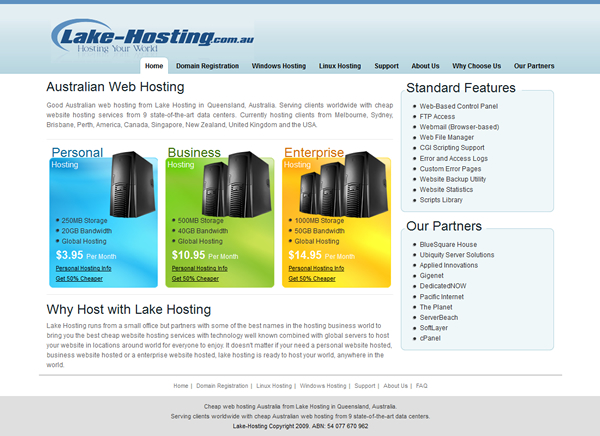 Lake-Hosting.com.au
Hosting Your World
Home Domain Registration Windows Hosting Linux Hosting Support About Us Why Choose Us Our Partners
Australian Web Hosting
Good Australian web hosting from Lake Hosting in Queensland, Australia. Serving clients worldwide with cheap
website hosting services from 9 state-of-the-art data centers. Currently hosting clients from Melbourne, Sydney,
Brisbane, Perth, America, Canada, Singapore, New Zealand, United Kingdom and the USA.
Personal
Hosting
250MB Storage
20GB Bandwidth
Global Hosting
$3.95 Per Month
Personal Hosting Info
Get 50% Cheaper
Business
Hosting
500MB Storage
40GB Bandwidth
Global Hosting
$10.95 Per Month
Personal Hosting Info
Get 50% Cheaper
Enterprise
Hosting
1000MB Storage
50GB Bandwidth
Global Hosting
$14.95 Per Month
Personal Hosting Info
Get 50% Cheaper
Why Host with Lake Hosting
Lake Hosting runs from a small office but partners with some of the best names in the hosting business world to
bring you the best cheap website hosting services with technology well known combined with global servers to host
your website in locations around world for everyone to enjoy. It doesn't matter if your need a personal website hosted,
business website hosted or a enterprise website hosted, lake hosting is ready to host your world, anywhere in the
world.
Standard Features
Web-Based Control Panel
FTP Access
Webmail (Browser-based)
Web File Manager
CGI Scripting Support
Error and Access Logs
Custom Error Pages
Website Backup Utility
Website Statistics
Scripts Library
Our Partners
BlueSquare House
Ubiquity Server Solutions
Applied Innovations
Gigenet
DedicatedNOW
Pacific Internet
The Planet
ServerBeach
SoftLayer
cPanel
Home | Domain Registration | Linux Hosting | Windows Hosting | Support | About Us | FAQ
Cheap web hosting Australia from Lake Hosting in Queensland, Australia.
Serving clients worldwide with cheap Australian web hosting from 9 state-of-the-art data centers.
Lake-Hosting Copyright 2009. ABN: 54 077 670 962